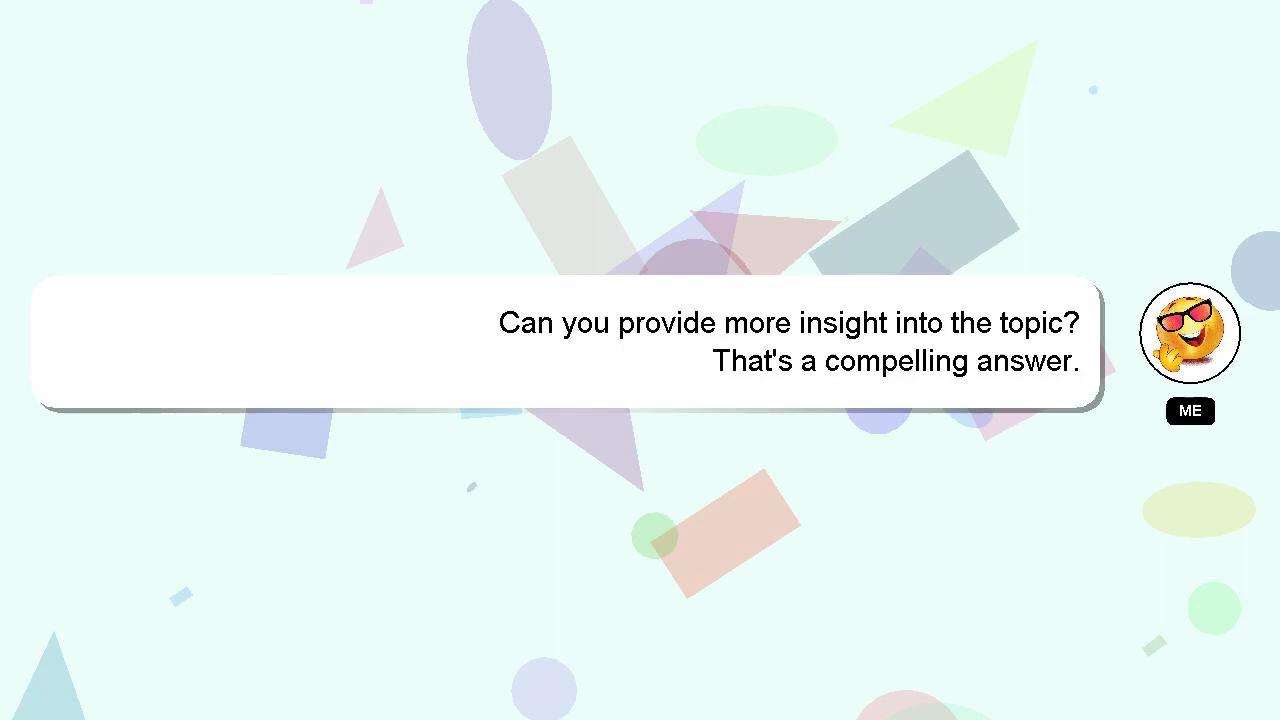 Can you provide more insight into the topic?
That's a compelling answer.
ME